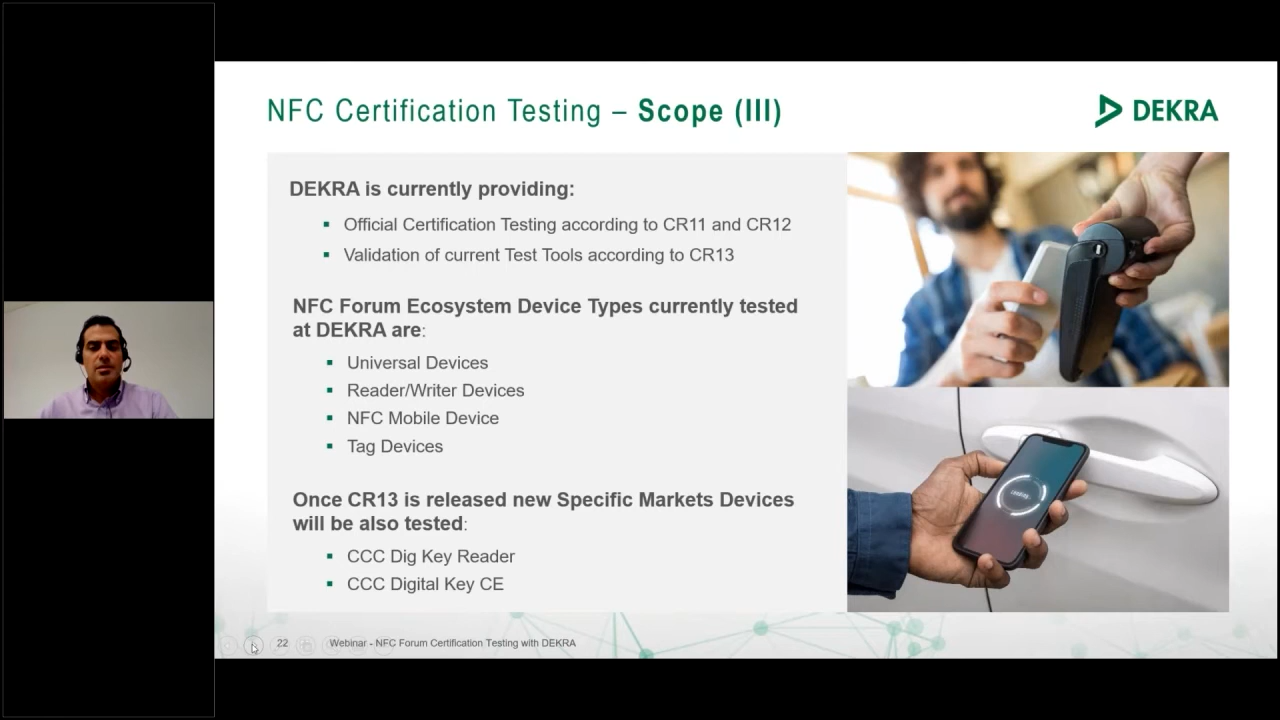 NFC Certification Testing – Scope (III)
DEKRA
DEKRA is currently providing:
▪ Official Certification Testing according to CR11 and CR12
▪ Validation of current Test Tools according to CR13
NFC Forum Ecosystem Device Types currently tested
at DEKRA are:
▪ Universal Devices
▪ Reader/Writer Devices
▪ NFC Mobile Device
▪ Tag Devices
Once CR13 is released new Specific Markets Devices
will be also tested:
▪ CCC Dig Key Reader
▪ CCC Digital Key CE
22
Webinar - NFC Forum Certification Testing with DEKRA